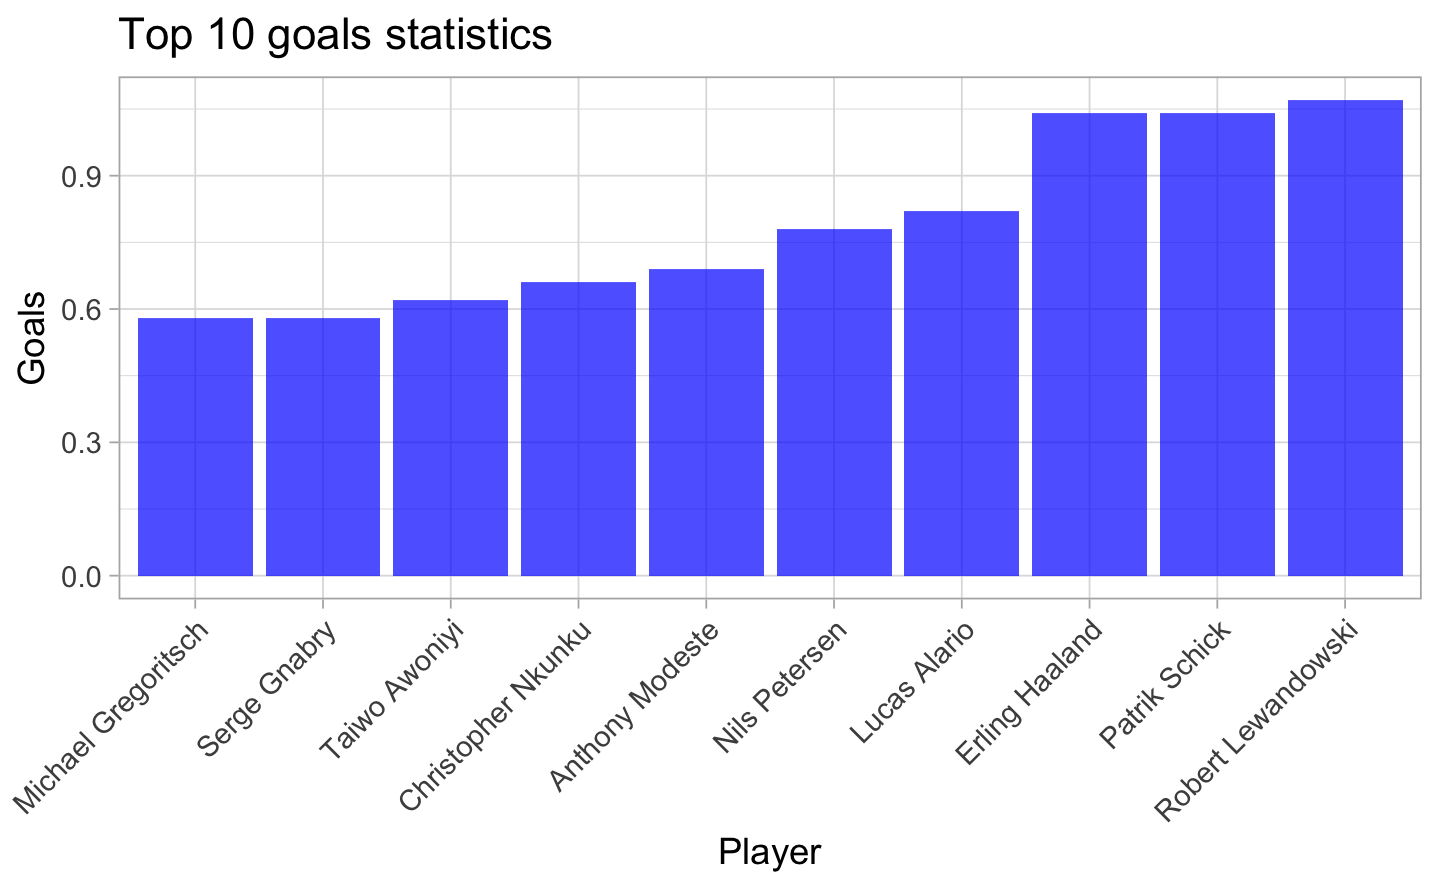 Top 10 goals statistics
Goals
0.9
0.6
0.3
0.0
Michael Gregoritsch
Serge Gnabry
Taiwo Awoniyi
Christopher Nkunku
Anthony Modeste
Nils Petersen
Lucas Alario
Erling Haaland
Patrik Schick
Robert Lewandowski
Player